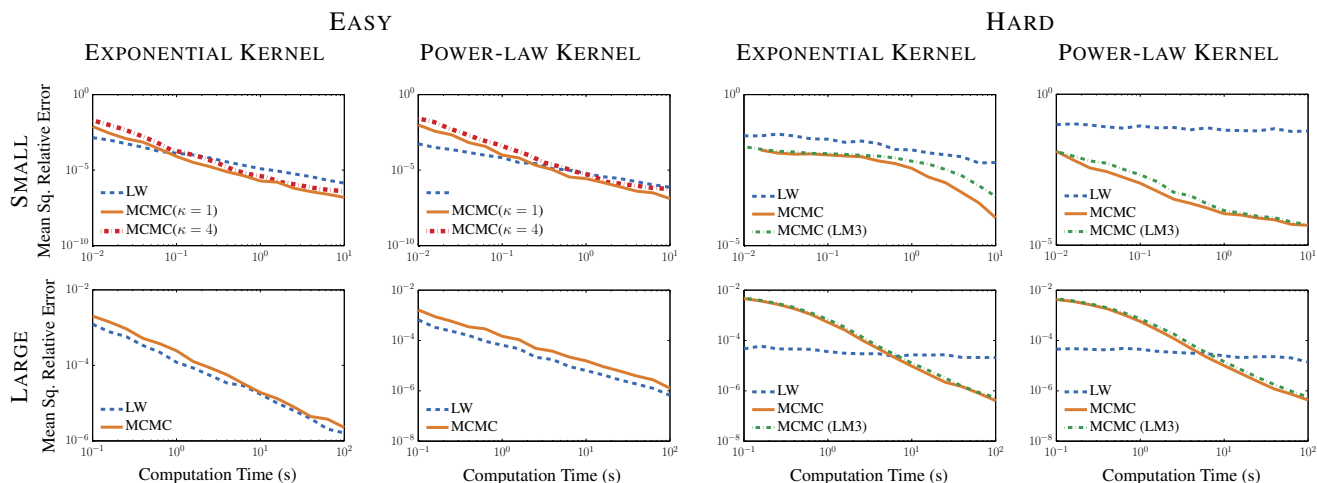 EASY
HARD
EXPONENTIAL KERNEL
POWER-LAW KERNEL
EXPONENTIAL KERNEL
POWER-LAW KERNEL
SMALL
Mean Sq. Relative Error
10^0
10^-5
10^-10
LW
MCMC(κ = 1)
MCMC(κ = 4)
10^-2
10^-1
10^0
10^1
10^0
10^-5
10^-10
MCMC(κ = 1)
MCMC(κ = 4)
10^-2
10^-1
10^0
10^1
10^0
10^-5
LW
MCMC
MCMC (LM3)
10^-2
10^-1
10^0
10^1
10^0
10^-5
LW
MCMC
MCMC (LM3)
10^-2
10^-1
10^0
10^1
LARGE
Mean Sq. Relative Error
10^-2
10^-4
10^-6
LW
MCMC
10^-1
10^0
10^1
10^2
Computation Time (s)
10^-2
10^-4
10^-6
10^-8
LW
MCMC
10^-1
10^0
10^1
10^2
Computation Time (s)
10^-2
10^-4
10^-6
10^-8
LW
MCMC
MCMC (LM3)
10^-1
10^0
10^1
10^2
Computation Time (s)
10^-2
10^-4
10^-6
10^-8
LW
MCMC
MCMC (LM3)
10^-1
10^0
10^1
10^2
Computation Time (s)